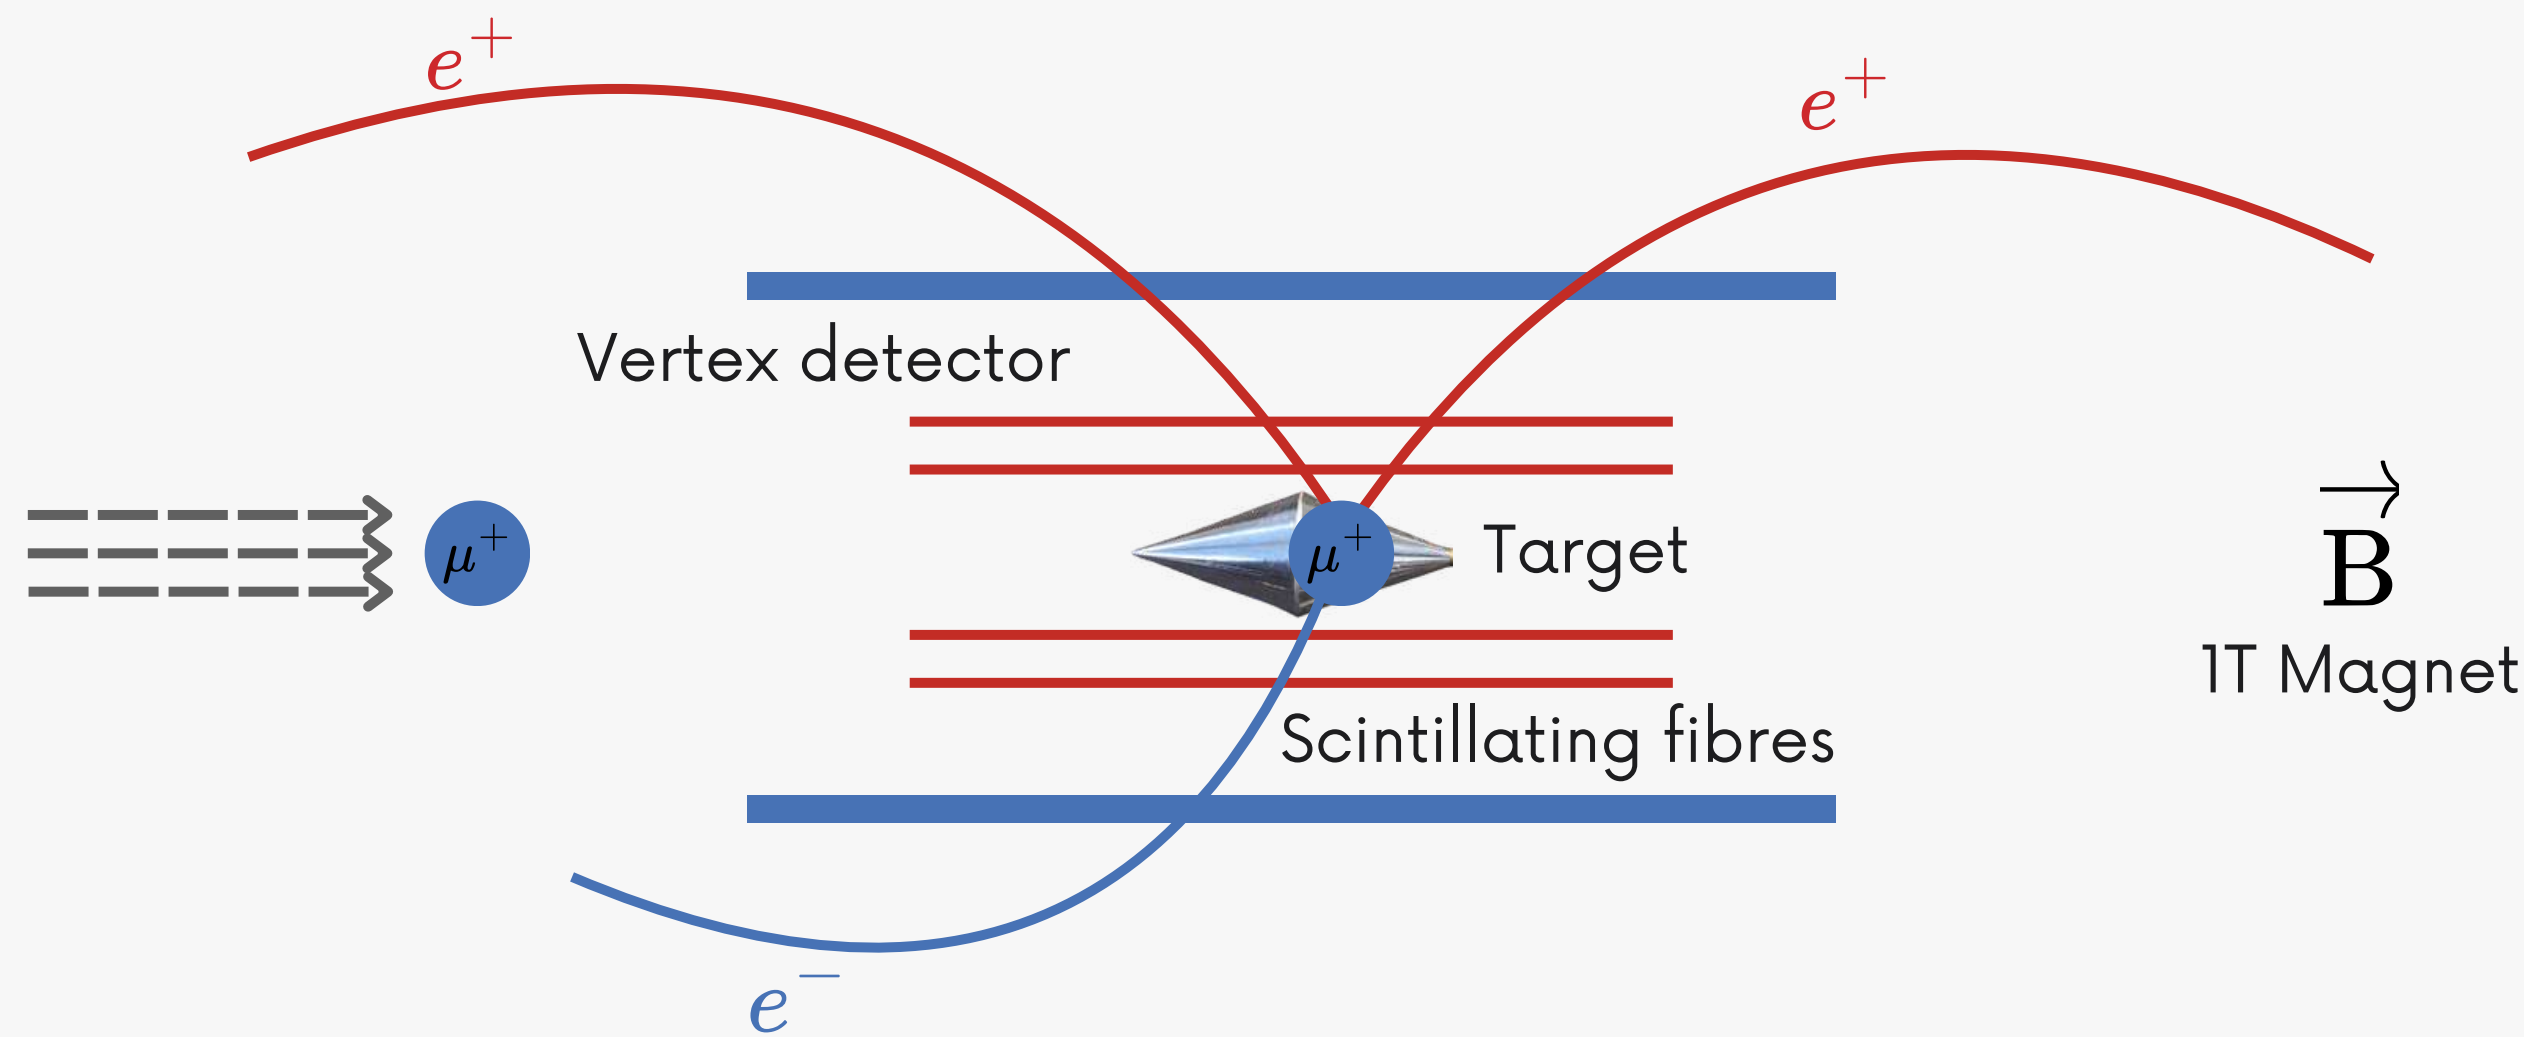 e⁺
e⁺
Vertex detector
μ⁺
μ⁺
Target
B⃗
1T Magnet
Scintillating fibres
e⁻